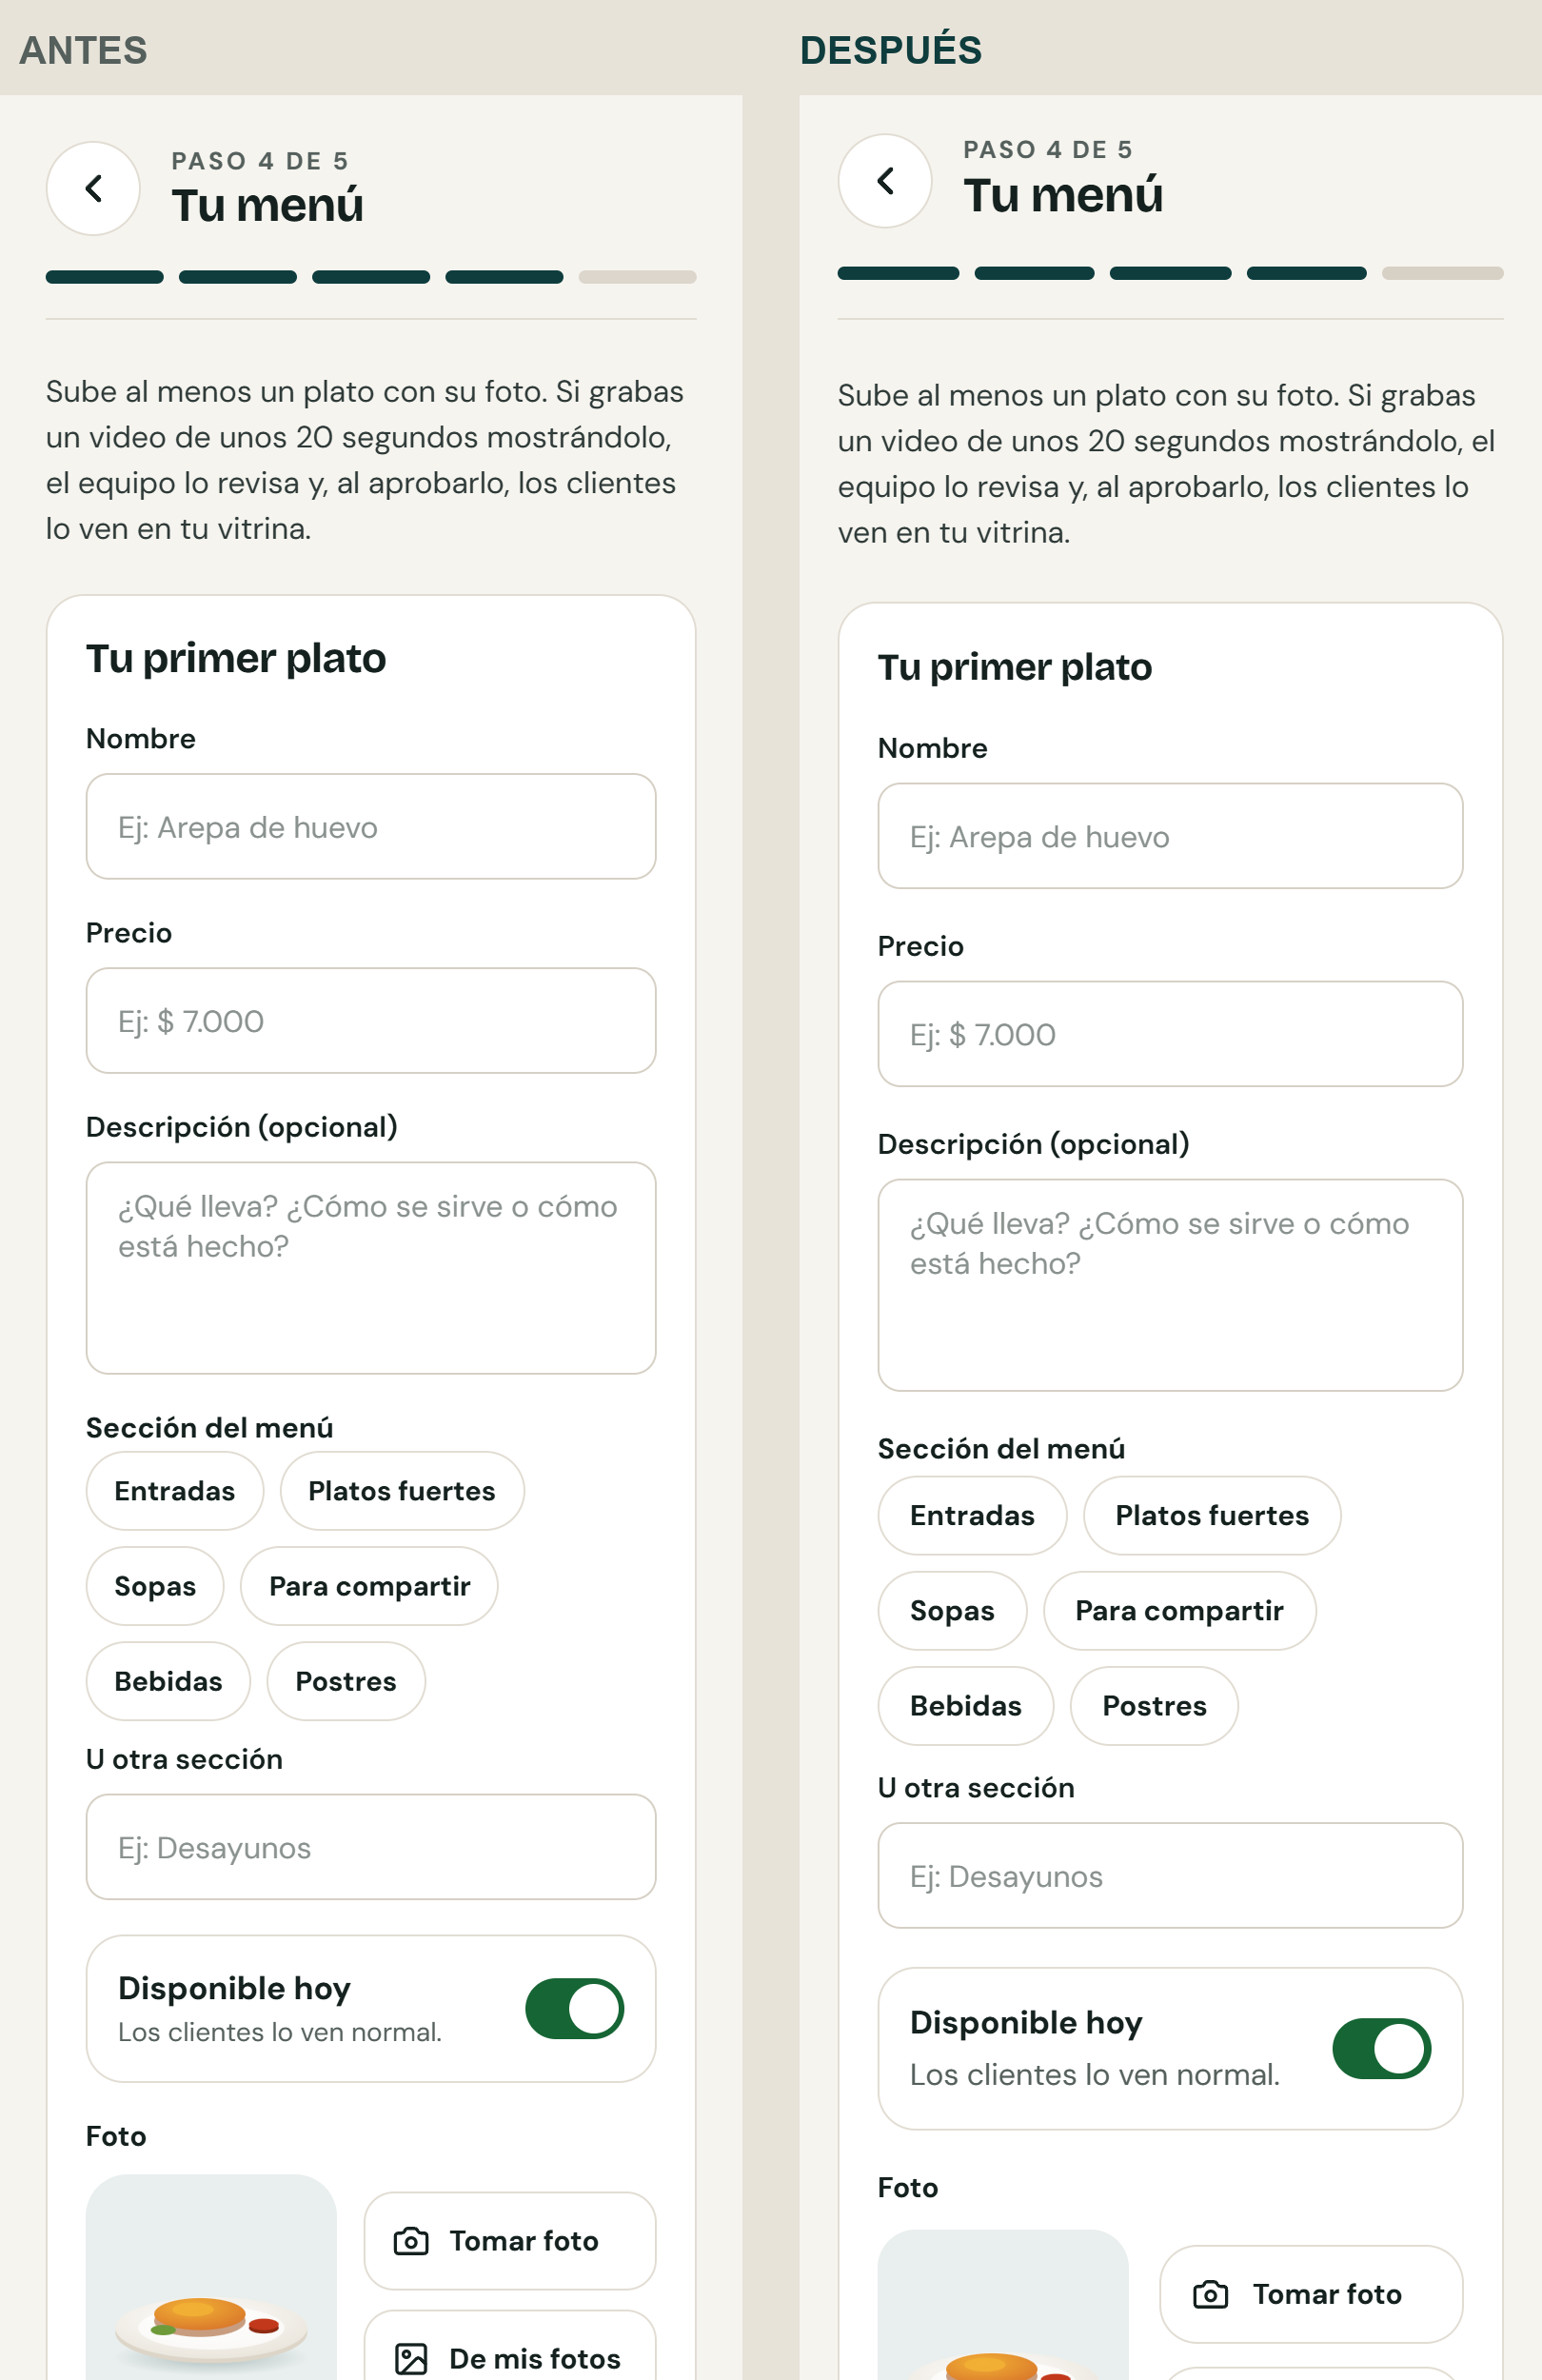 ANTES
PASO 4 DE 5
Tu menú
Sube al menos un plato con su foto. Si grabas
un video de unos 20 segundos mostrándolo,
el equipo lo revisa y, al aprobarlo, los clientes
lo ven en tu vitrina.
Tu primer plato
Nombre
Ej: Arepa de huevo
Precio
Ej: $ 7.000
Descripción (opcional)
¿Qué lleva? ¿Cómo se sirve o cómo
está hecho?
Sección del menú
Entradas
Platos fuertes
Sopas
Para compartir
Bebidas
Postres
U otra sección
Ej: Desayunos
Disponible hoy
Los clientes lo ven normal.
Foto
Tomar foto
De mis fotos
DESPUÉS
PASO 4 DE 5
Tu menú
Sube al menos un plato con su foto. Si grabas
un video de unos 20 segundos mostrándolo, el
equipo lo revisa y, al aprobarlo, los clientes lo
ven en tu vitrina.
Tu primer plato
Nombre
Ej: Arepa de huevo
Precio
Ej: $ 7.000
Descripción (opcional)
¿Qué lleva? ¿Cómo se sirve o cómo
está hecho?
Sección del menú
Entradas
Platos fuertes
Sopas
Para compartir
Bebidas
Postres
U otra sección
Ej: Desayunos
Disponible hoy
Los clientes lo ven normal.
Foto
Tomar foto